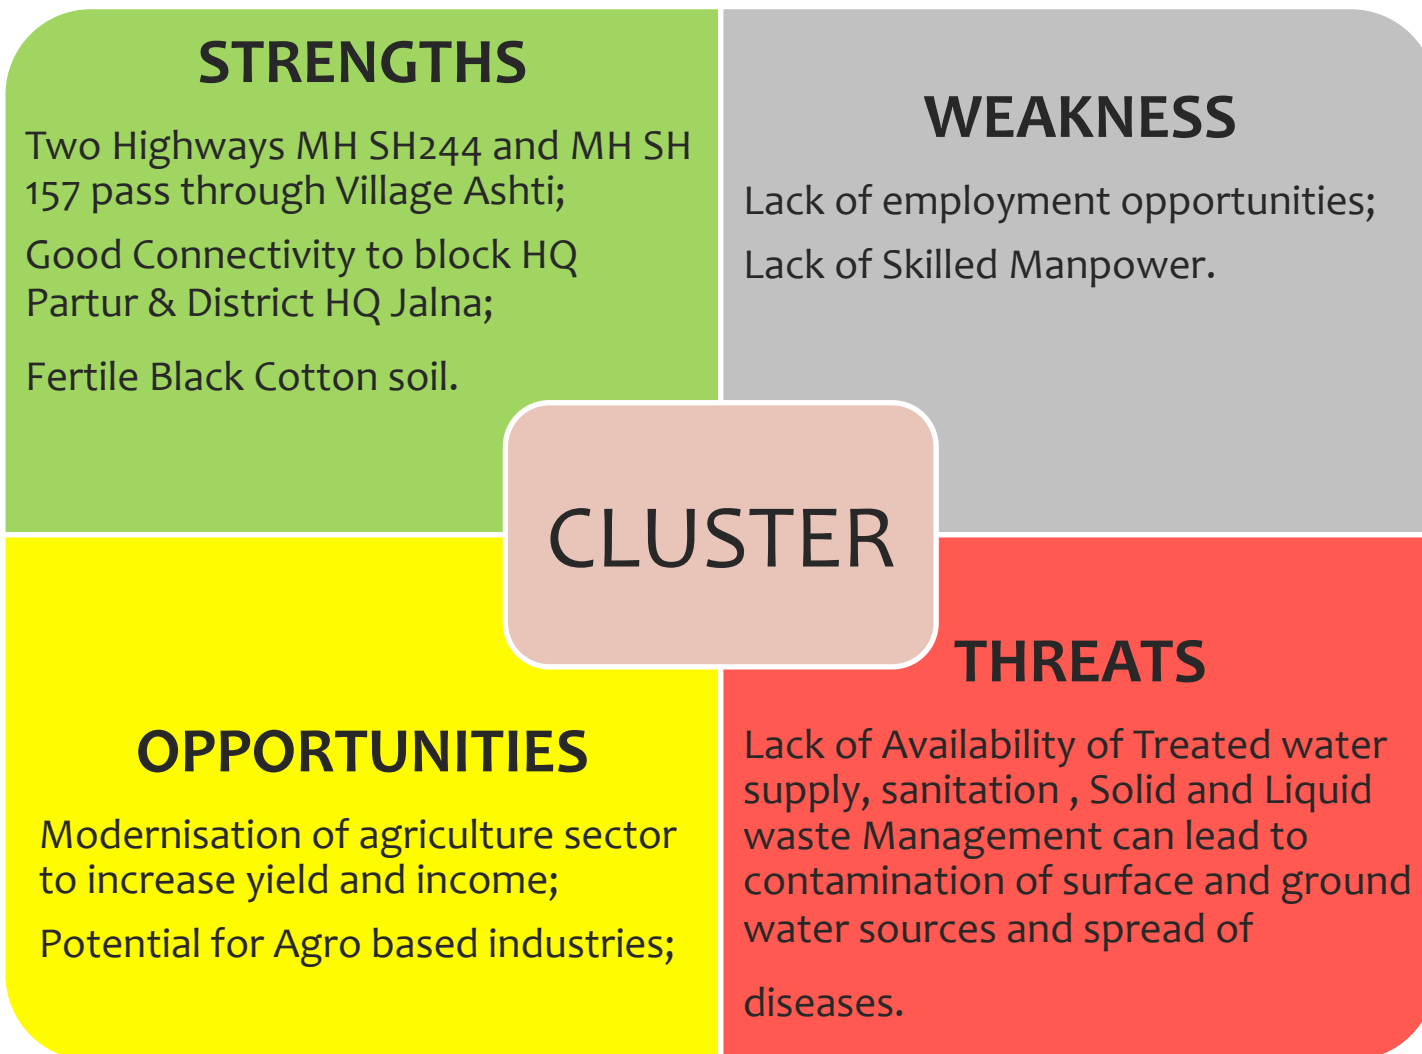 STRENGTHS
Two Highways MH SH244 and MH SH
157 pass through Village Ashti;
Good Connectivity to block HQ
Partur & District HQ Jalna;
Fertile Black Cotton soil.
WEAKNESS
Lack of employment opportunities;
Lack of Skilled Manpower.
CLUSTER
OPPORTUNITIES
Modernisation of agriculture sector
to increase yield and income;
Potential for Agro based industries;
THREATS
Lack of Availability of Treated water
supply, sanitation , Solid and Liquid
waste Management can lead to
contamination of surface and ground
water sources and spread of
diseases.